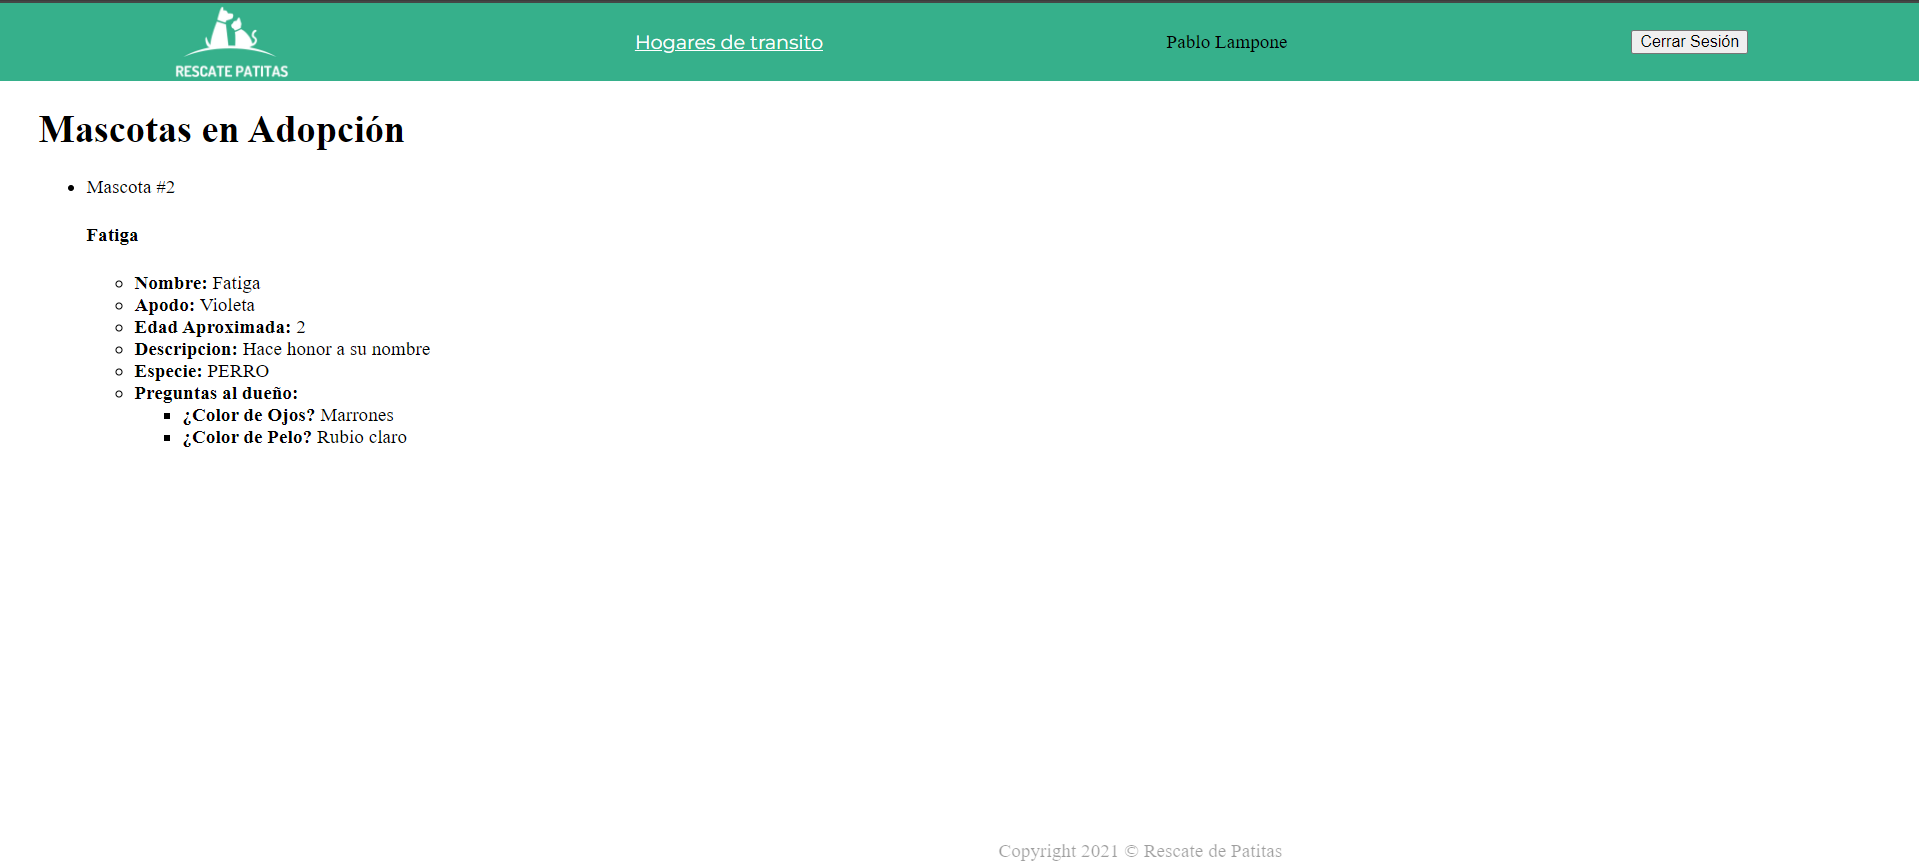 RESCATE PATITAS
Hogares de transito
Pablo Lampone
Cerrar Sesión
Mascotas en Adopción
Mascota #2
Fatiga
Nombre: Fatiga
Apodo: Violeta
Edad Aproximada: 2
Descripcion: Hace honor a su nombre
Especie: PERRO
Preguntas al dueño:
¿Color de Ojos? Marrones
¿Color de Pelo? Rubio claro
Copyright 2021 © Rescate de Patitas